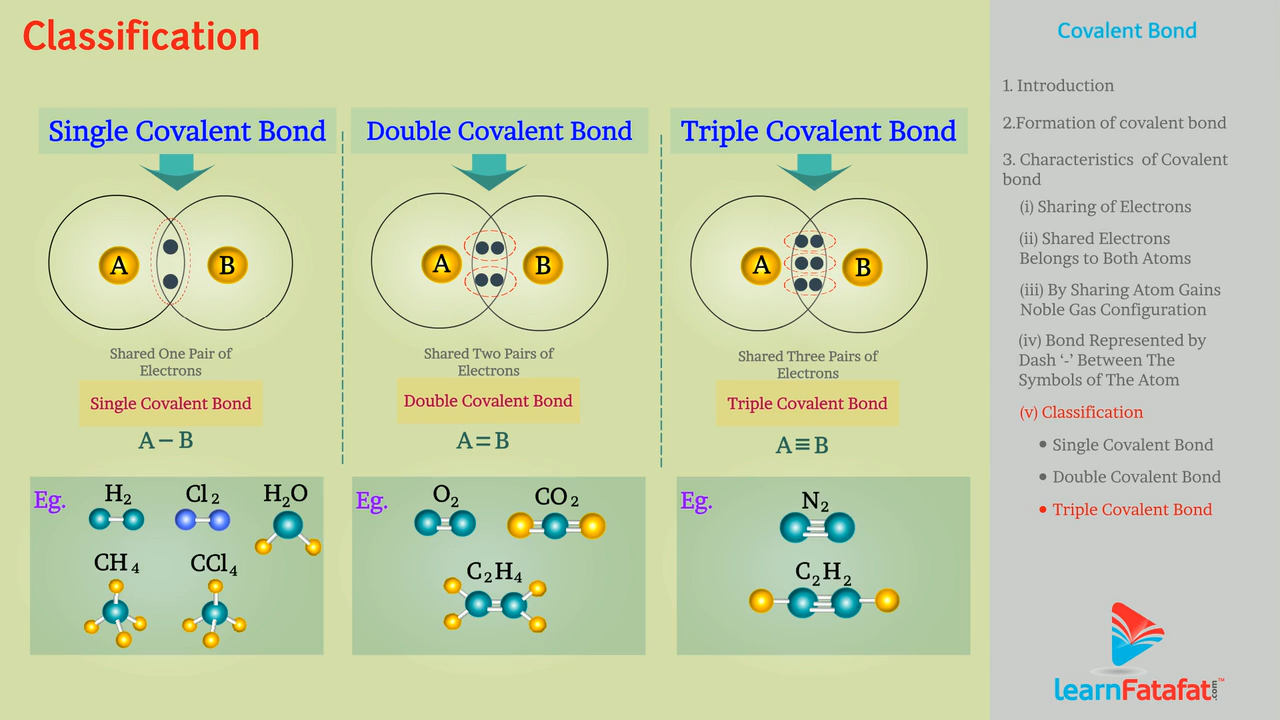 Classification
Single Covalent Bond
A
B
Shared One Pair of
Electrons
Single Covalent Bond
A – B
Eg.
H₂
Cl₂
H₂O
CH₄
CCl₄
Double Covalent Bond
A
B
Shared Two Pairs of
Electrons
Double Covalent Bond
A = B
Eg.
O₂
CO₂
C₂H₄
Triple Covalent Bond
A
B
Shared Three Pairs of
Electrons
Triple Covalent Bond
A ≡ B
Eg.
N₂
C₂H₂
Covalent Bond
1. Introduction
2.Formation of covalent bond
3. Characteristics of Covalent
bond
(i) Sharing of Electrons
(ii) Shared Electrons
Belongs to Both Atoms
(iii) By Sharing Atom Gains
Noble Gas Configuration
(iv) Bond Represented by
Dash ‘-’ Between The
Symbols of The Atom
(v) Classification
• Single Covalent Bond
• Double Covalent Bond
• Triple Covalent Bond
learnFatafat.com™